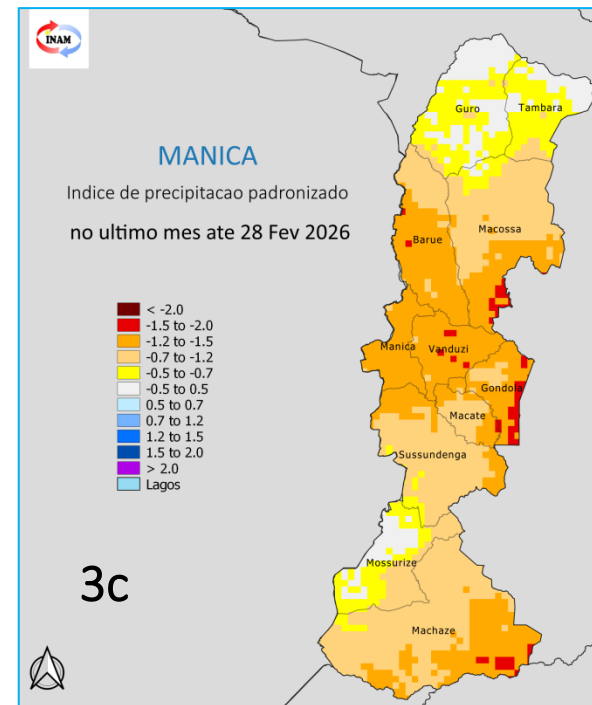 INAM
MANICA
Indice de precipitacao padronizado
no ultimo mes ate 28 Fev 2026
< -2.0
-1.5 to -2.0
-1.2 to -1.5
-0.7 to -1.2
-0.5 to -0.7
-0.5 to 0.5
0.5 to 0.7
0.7 to 1.2
1.2 to 1.5
1.5 to 2.0
> 2.0
Lagos
Guro
Tambara
Barue
Macossa
Manica
Vanduzi
Gondola
Macate
Sussundenga
Mossurize
Machaze
3c